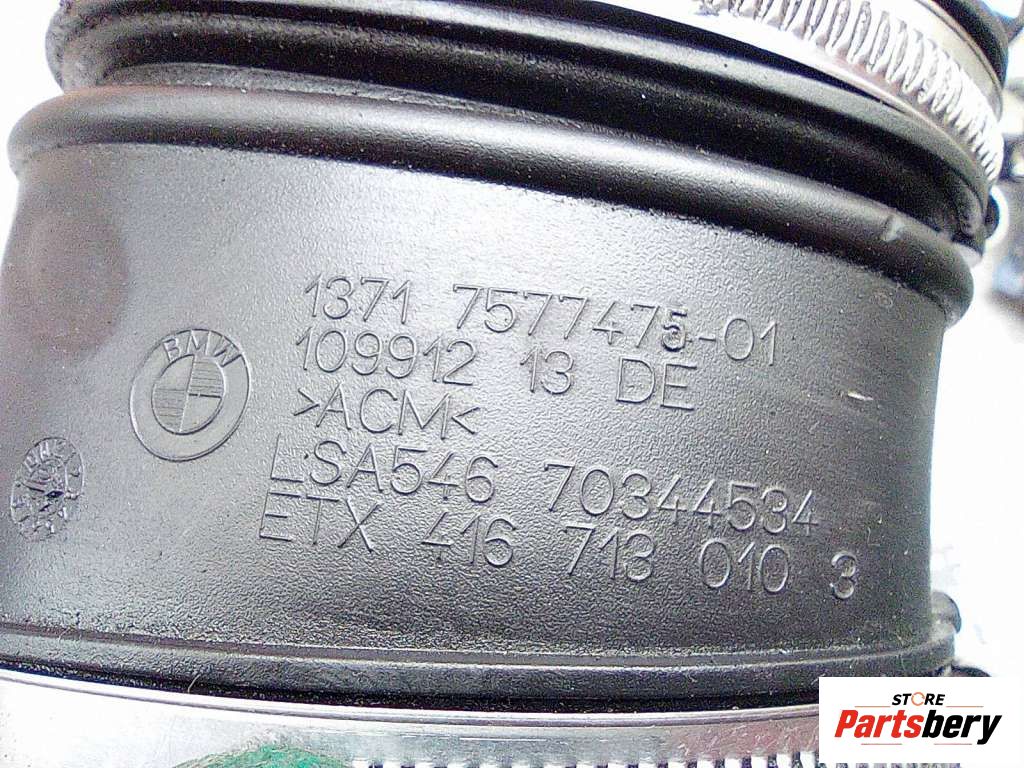 1371 7577475-01
109912 13 DE
>ACM<
LSA546 70344534
ETX 416 713 010 3
BMW
STORE
Partsbery